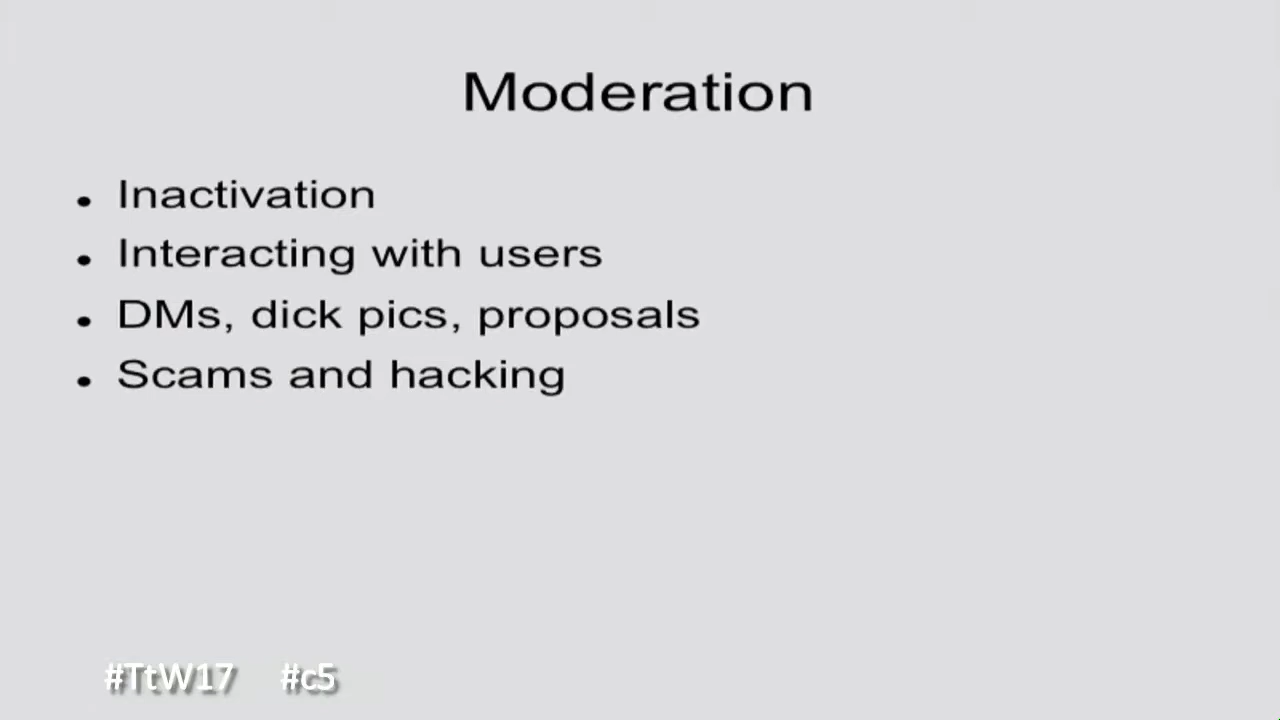 Moderation
• Inactivation
• Interacting with users
• DMs, dick pics, proposals
• Scams and hacking
#TtW17 #c5